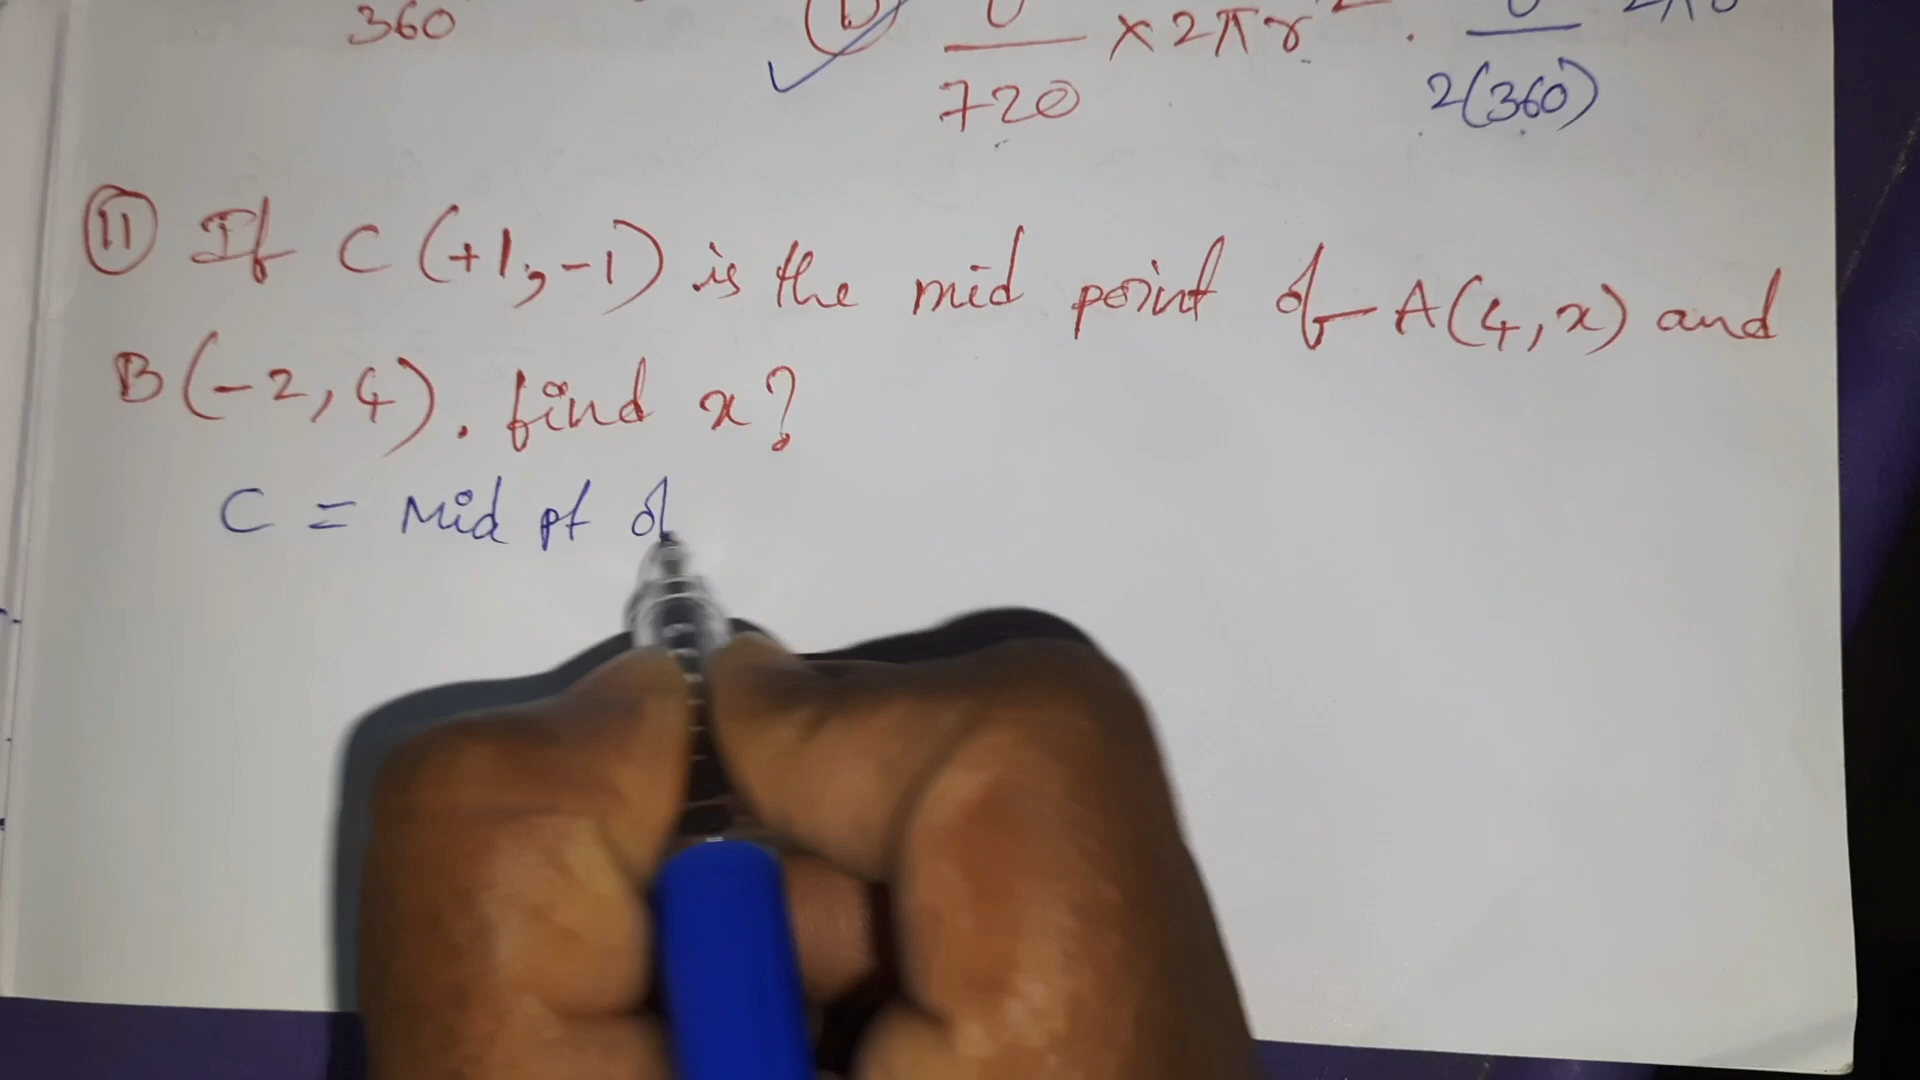 360 (b) θ/720 × 2πr² . θ/2(360)
(11) If C (+1, -1) is the mid point of A(4, x) and
B(-2, 4). find x?
C = Mid pt of